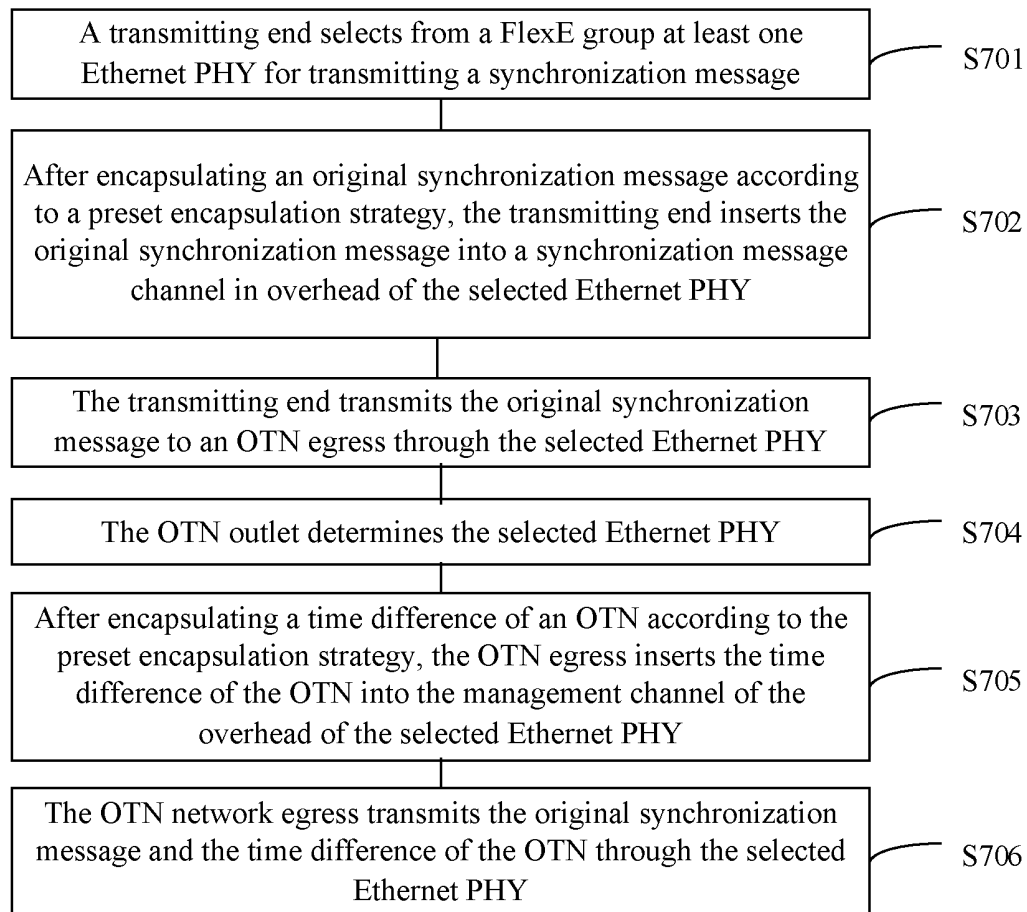 A transmitting end selects from a FlexE group at least one
Ethernet PHY for transmitting a synchronization message
S701
After encapsulating an original synchronization message according
to a preset encapsulation strategy, the transmitting end inserts the
original synchronization message into a synchronization message
channel in overhead of the selected Ethernet PHY
S702
The transmitting end transmits the original synchronization
message to an OTN egress through the selected Ethernet PHY
S703
The OTN outlet determines the selected Ethernet PHY
S704
After encapsulating a time difference of an OTN according to the
preset encapsulation strategy, the OTN egress inserts the time
difference of the OTN into the management channel of the
overhead of the selected Ethernet PHY
S705
The OTN network egress transmits the original synchronization
message and the time difference of the OTN through the selected
Ethernet PHY
S706